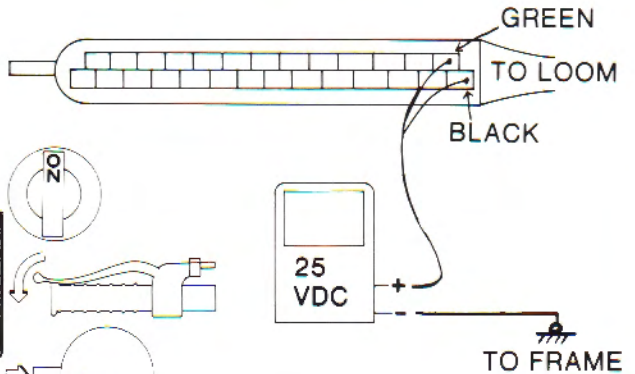 GREEN
TO LOOM
BLACK
ON
25
VDC
+
-
TO FRAME